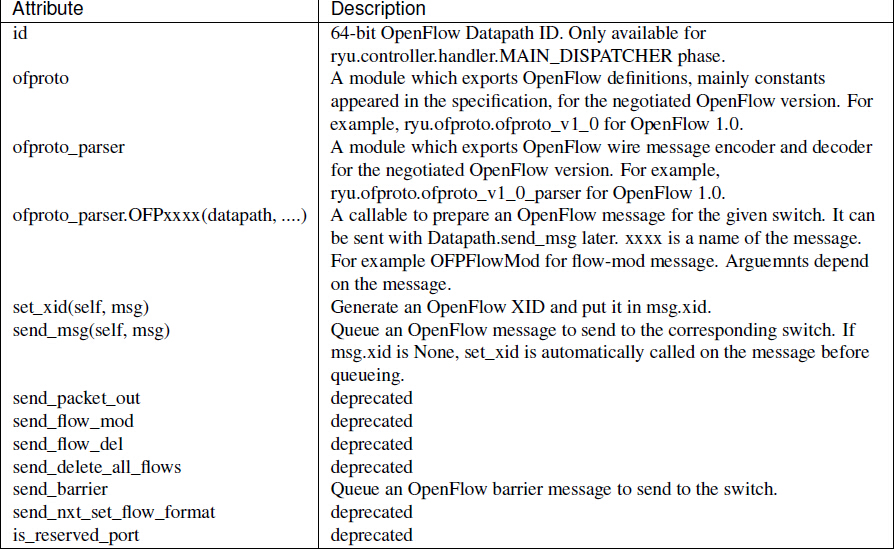 Attribute Description
id 64-bit OpenFlow Datapath ID. Only available for
ryu.controller.handler.MAIN_DISPATCHER phase.
ofproto A module which exports OpenFlow definitions, mainly constants
appeared in the specification, for the negotiated OpenFlow version. For
example, ryu.ofproto.ofproto_v1_0 for OpenFlow 1.0.
ofproto_parser A module which exports OpenFlow wire message encoder and decoder
for the negotiated OpenFlow version. For example,
ryu.ofproto.ofproto_v1_0_parser for OpenFlow 1.0.
ofproto_parser.OFPxxxx(datapath, ....) A callable to prepare an OpenFlow message for the given switch. It can
be sent with Datapath.send_msg later. xxxx is a name of the message.
For example OFPFlowMod for flow-mod message. Arguemnts depend
on the message.
set_xid(self, msg) Generate an OpenFlow XID and put it in msg.xid.
send_msg(self, msg) Queue an OpenFlow message to send to the corresponding switch. If
msg.xid is None, set_xid is automatically called on the message before
queueing.
send_packet_out deprecated
send_flow_mod deprecated
send_flow_del deprecated
send_delete_all_flows deprecated
send_barrier Queue an OpenFlow barrier message to send to the switch.
send_nxt_set_flow_format deprecated
is_reserved_port deprecated